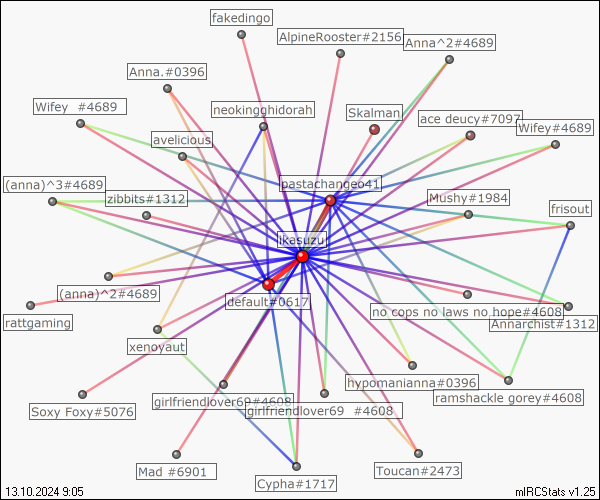 fakedingo
AlpineRooster#2156
Anna^2#4689
Anna.#0396
Wifey #4689
neokingghidorah
Skalman
ace deucy#7097
Wifey#4689
avelicious
(anna)^3#4689
pastachangeo41
zibbits#1312
Mushy#1984
frisout
ikasuzu
(anna)^2#4689
default#0617
rattgaming
no cops no laws no hope#4608
Annarchist#1312
xenoyaut
hypomanianna#0396
girlfriendlover69#4608
ramshackle gorey#4608
Soxy Foxy#5076
girlfriendlover69 #4608
Mad #6901
Cypha#1717
Toucan#2473
13.10.2024 9:05
mIRCStats v1.25